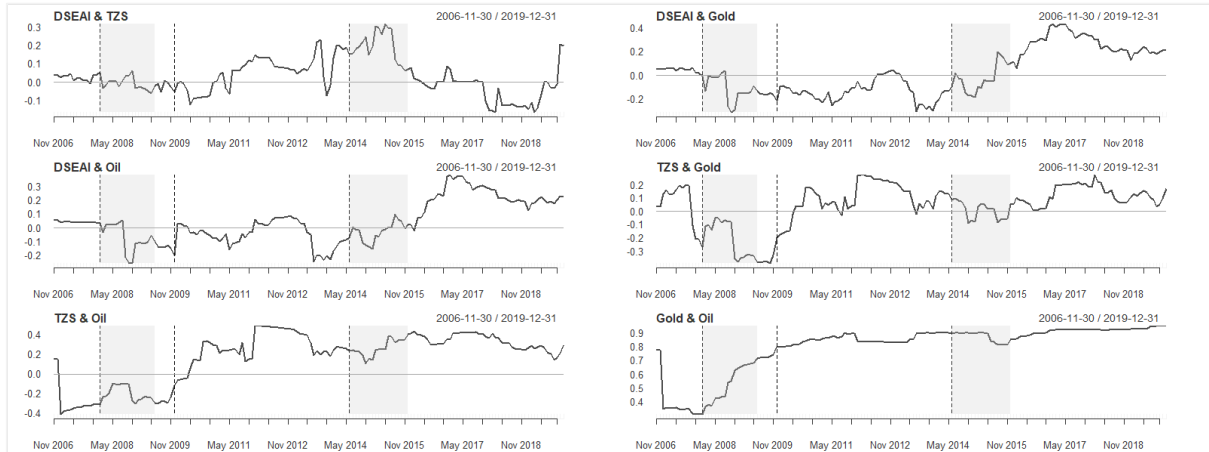 DSEAI & TZS 2006-11-30 / 2019-12-31
0.3
0.2
0.1
0.0
-0.1
Nov 2006 May 2008 Nov 2009 May 2011 Nov 2012 May 2014 Nov 2015 May 2017 Nov 2018
DSEAI & Gold 2006-11-30 / 2019-12-31
0.4
0.2
0.0
-0.2
Nov 2006 May 2008 Nov 2009 May 2011 Nov 2012 May 2014 Nov 2015 May 2017 Nov 2018
DSEAI & Oil 2006-11-30 / 2019-12-31
0.3
0.2
0.1
0.0
-0.1
-0.2
Nov 2006 May 2008 Nov 2009 May 2011 Nov 2012 May 2014 Nov 2015 May 2017 Nov 2018
TZS & Gold 2006-11-30 / 2019-12-31
0.2
0.1
0.0
-0.1
-0.2
-0.3
Nov 2006 May 2008 Nov 2009 May 2011 Nov 2012 May 2014 Nov 2015 May 2017 Nov 2018
TZS & Oil 2006-11-30 / 2019-12-31
0.4
0.2
0.0
-0.2
-0.4
Nov 2006 May 2008 Nov 2009 May 2011 Nov 2012 May 2014 Nov 2015 May 2017 Nov 2018
Gold & Oil 2006-11-30 / 2019-12-31
0.9
0.8
0.7
0.6
0.5
0.4
Nov 2006 May 2008 Nov 2009 May 2011 Nov 2012 May 2014 Nov 2015 May 2017 Nov 2018